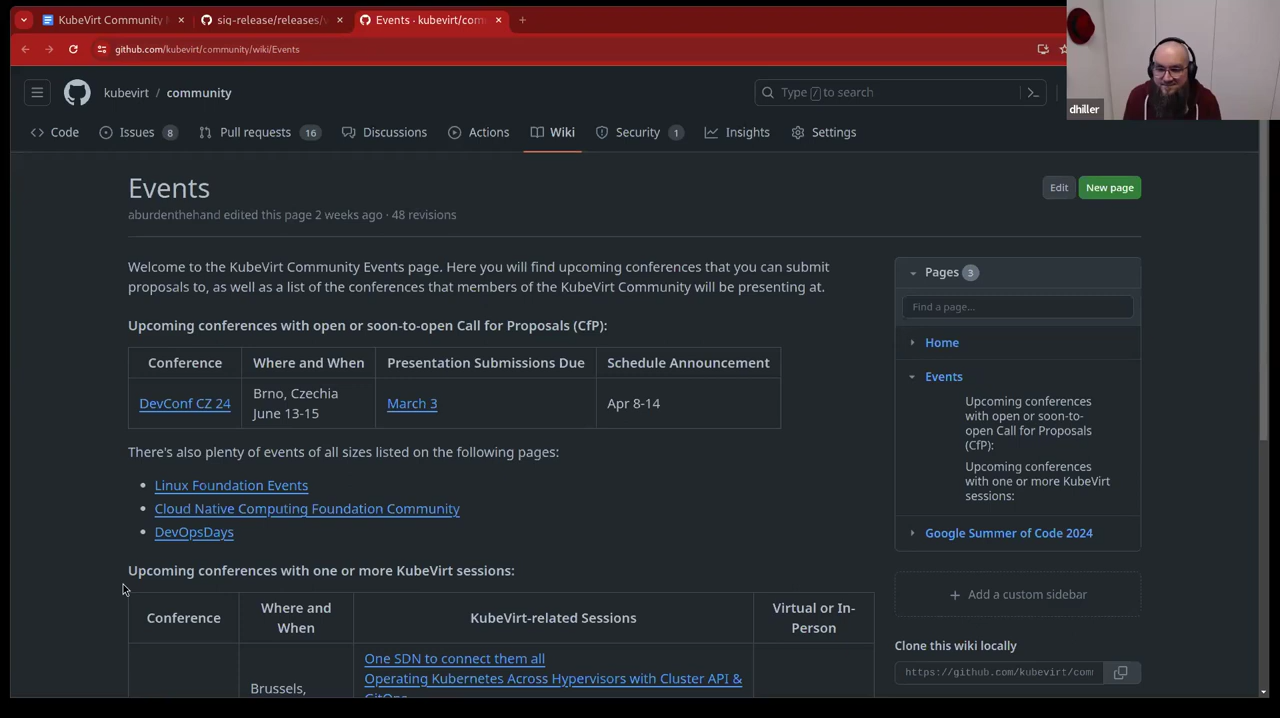 KubeVirt Community
sig-release/releases/
Events · kubevirt/com
github.com/kubevirt/community/wiki/Events
kubevirt / community
Type / to search
dhiller
Code
Issues 8
Pull requests 16
Discussions
Actions
Wiki
Security 1
Insights
Settings
Events
Edit
New page
aburdenthehand edited this page 2 weeks ago · 48 revisions
Welcome to the KubeVirt Community Events page. Here you will find upcoming conferences that you can submit
proposals to, as well as a list of the conferences that members of the KubeVirt Community will be presenting at.
Upcoming conferences with open or soon-to-open Call for Proposals (CfP):
Conference Where and When Presentation Submissions Due Schedule Announcement
DevConf CZ 24
Brno, Czechia
June 13-15
March 3
Apr 8-14
There's also plenty of events of all sizes listed on the following pages:
• Linux Foundation Events
• Cloud Native Computing Foundation Community
• DevOpsDays
Upcoming conferences with one or more KubeVirt sessions:
Conference
Where and
When
KubeVirt-related Sessions
Virtual or In-
Person
Brussels,
One SDN to connect them all
Operating Kubernetes Across Hypervisors with Cluster API &
GitOps
Pages 3
Find a page...
Home
Events
Upcoming conferences
with open or soon-to-
open Call for Proposals
(CfP):
Upcoming conferences
with one or more KubeVirt
sessions:
Google Summer of Code 2024
Add a custom sidebar
Clone this wiki locally
https://github.com/kubevirt/com